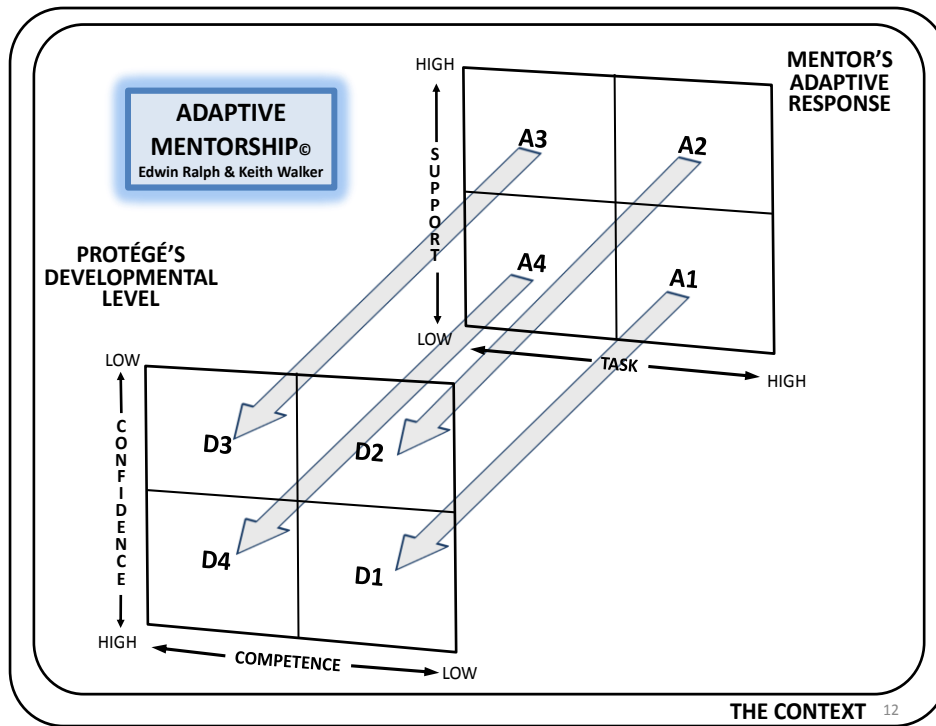 ADAPTIVE
MENTORSHIP©
Edwin Ralph & Keith Walker
MENTOR'S
ADAPTIVE
RESPONSE
HIGH
SUPPORT
LOW
TASK
HIGH
A3
A2
A4
A1
PROTÉGÉ'S
DEVELOPMENTAL
LEVEL
LOW
CONFIDENCE
HIGH
COMPETENCE
LOW
D3
D2
D4
D1
THE CONTEXT 12